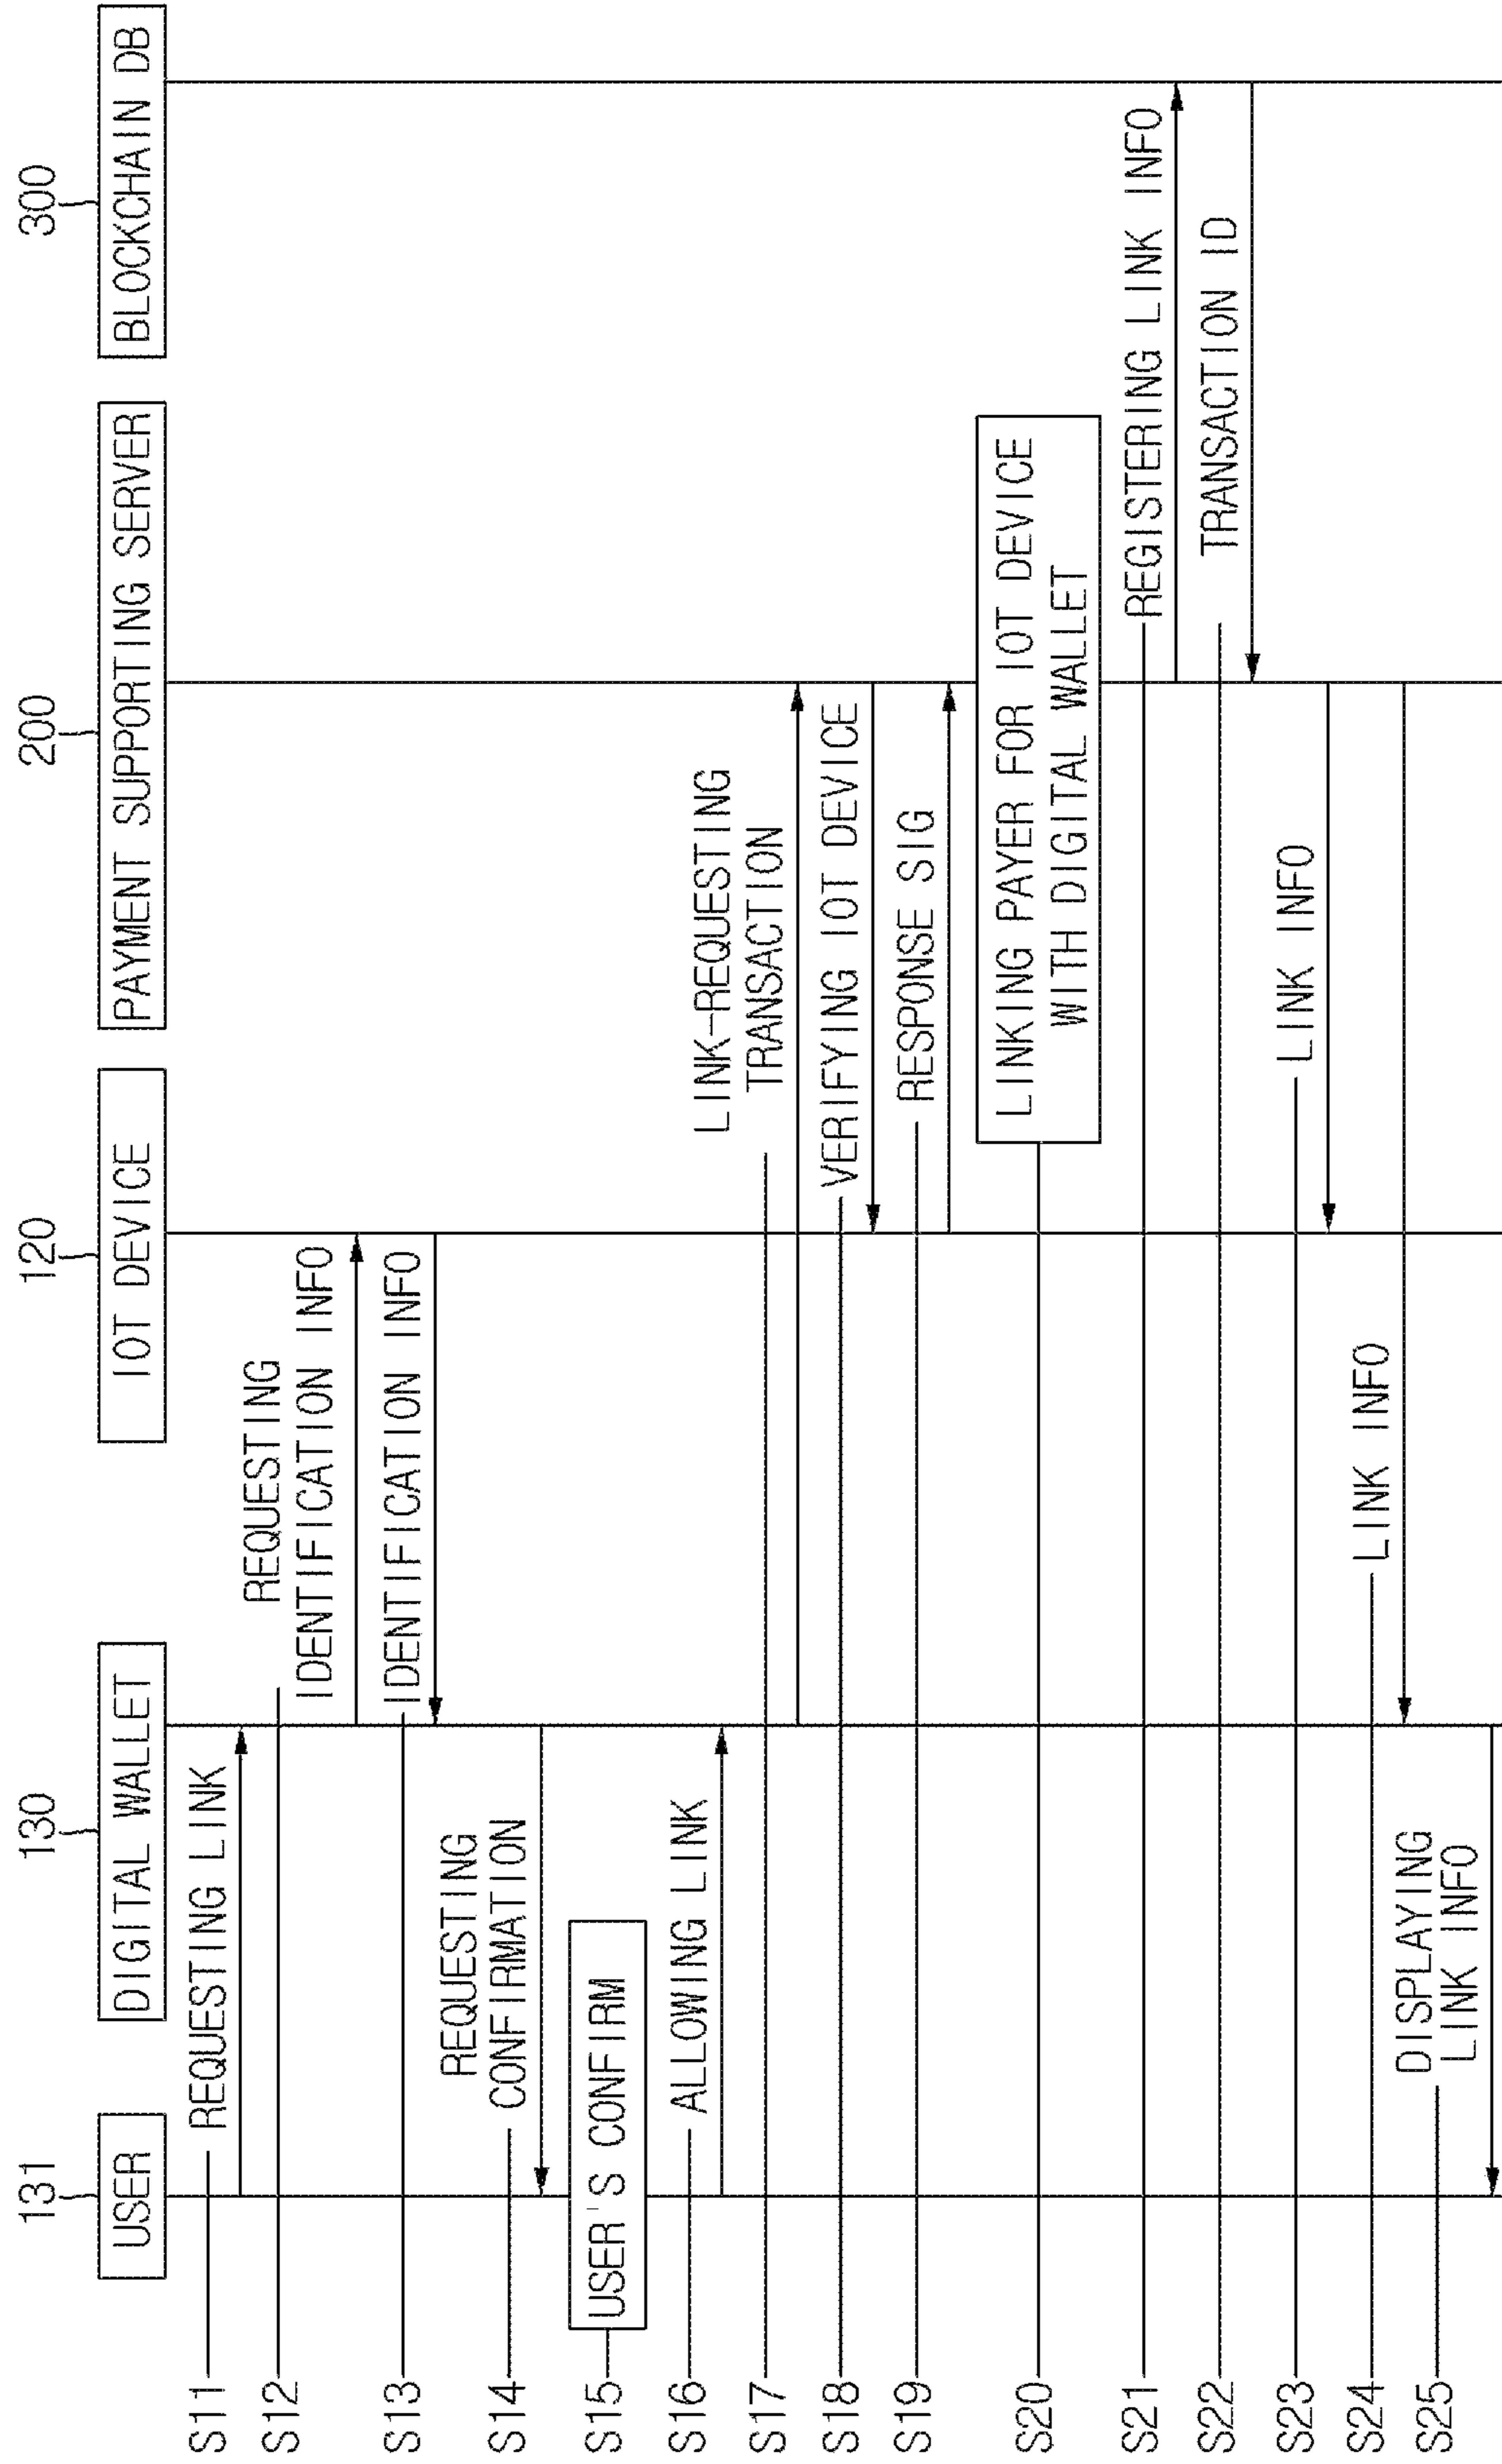 131
130
120
200
300
USER
DIGITAL WALLET
IOT DEVICE
PAYMENT SUPPORTING SERVER
BLOCKCHAIN DB
S11
REQUESTING LINK
S12
REQUESTING
IDENTIFICATION INFO
S13
IDENTIFICATION INFO
S14
REQUESTING
CONFIRMATION
S15
USER'S CONFIRM
S16
ALLOWING LINK
S17
LINK-REQUESTING
TRANSACTION
S18
VERIFYING IOT DEVICE
S19
RESPONSE SIG
S20
LINKING PAYER FOR IOT DEVICE
WITH DIGITAL WALLET
S21
REGISTERING LINK INFO
S22
TRANSACTION ID
S23
LINK INFO
S24
LINK INFO
S25
DISPLAYING
LINK INFO